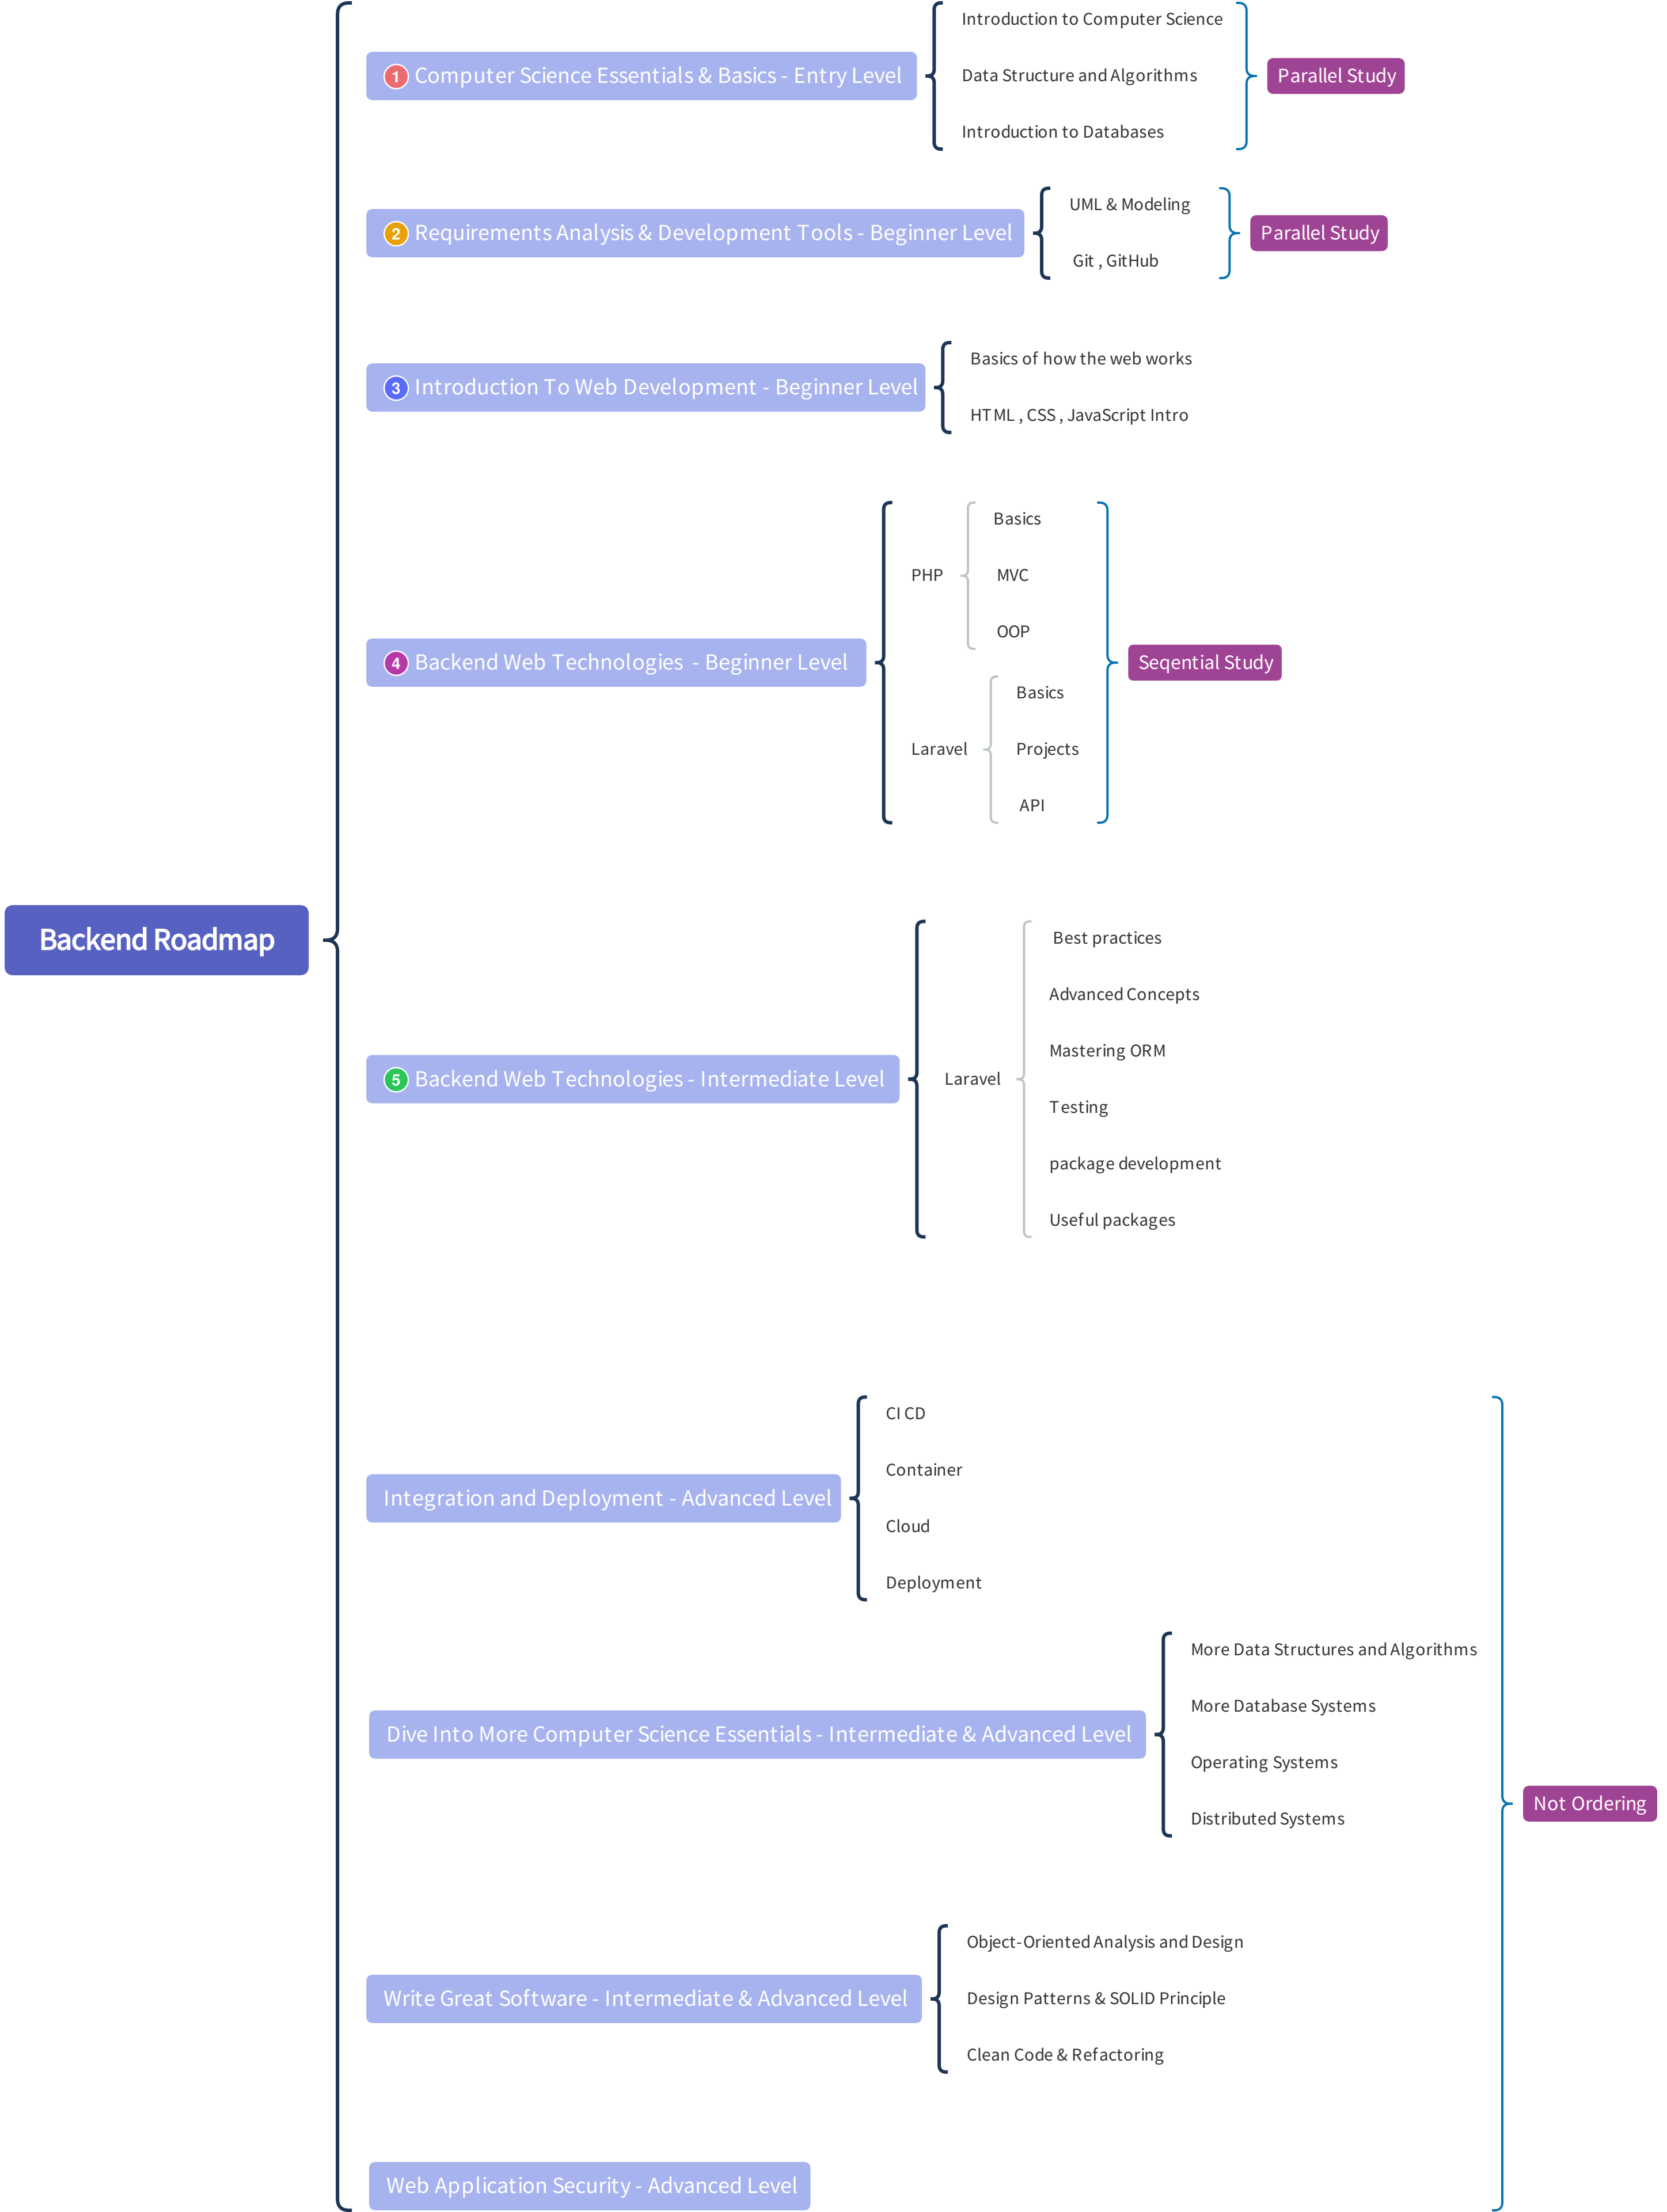 Backend Roadmap
1 Computer Science Essentials & Basics - Entry Level
Introduction to Computer Science
Data Structure and Algorithms
Introduction to Databases
Parallel Study
2 Requirements Analysis & Development Tools - Beginner Level
UML & Modeling
Git , GitHub
Parallel Study
3 Introduction To Web Development - Beginner Level
Basics of how the web works
HTML , CSS , JavaScript Intro
4 Backend Web Technologies - Beginner Level
PHP
Basics
MVC
OOP
Laravel
Basics
Projects
API
Seqential Study
5 Backend Web Technologies - Intermediate Level
Laravel
Best practices
Advanced Concepts
Mastering ORM
Testing
package development
Useful packages
Integration and Deployment - Advanced Level
CI CD
Container
Cloud
Deployment
Dive Into More Computer Science Essentials - Intermediate & Advanced Level
More Data Structures and Algorithms
More Database Systems
Operating Systems
Distributed Systems
Write Great Software - Intermediate & Advanced Level
Object-Oriented Analysis and Design
Design Patterns & SOLID Principle
Clean Code & Refactoring
Web Application Security - Advanced Level
Not Ordering